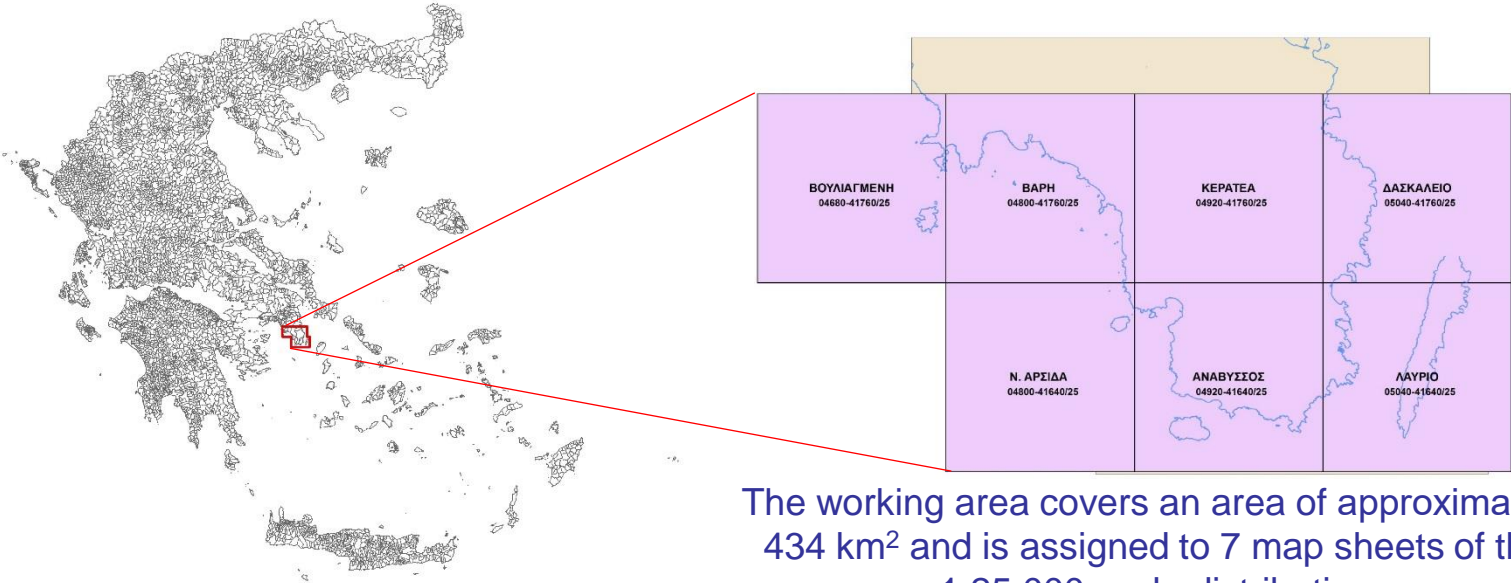 ΒΟΥΛΙΑΓΜΕΝΗ
04680-41760/25
ΒΑΡΗ
04800-41760/25
ΚΕΡΑΤΕΑ
04920-41760/25
ΔΑΣΚΑΛΕΙΟ
05040-41760/25
Ν. ΑΡΣΙΔΑ
04800-41640/25
ΑΝΑΒΥΣΣΟΣ
04920-41640/25
ΛΑΥΡΙΟ
05040-41640/25
The working area covers an area of approxima
434 km² and is assigned to 7 map sheets of t